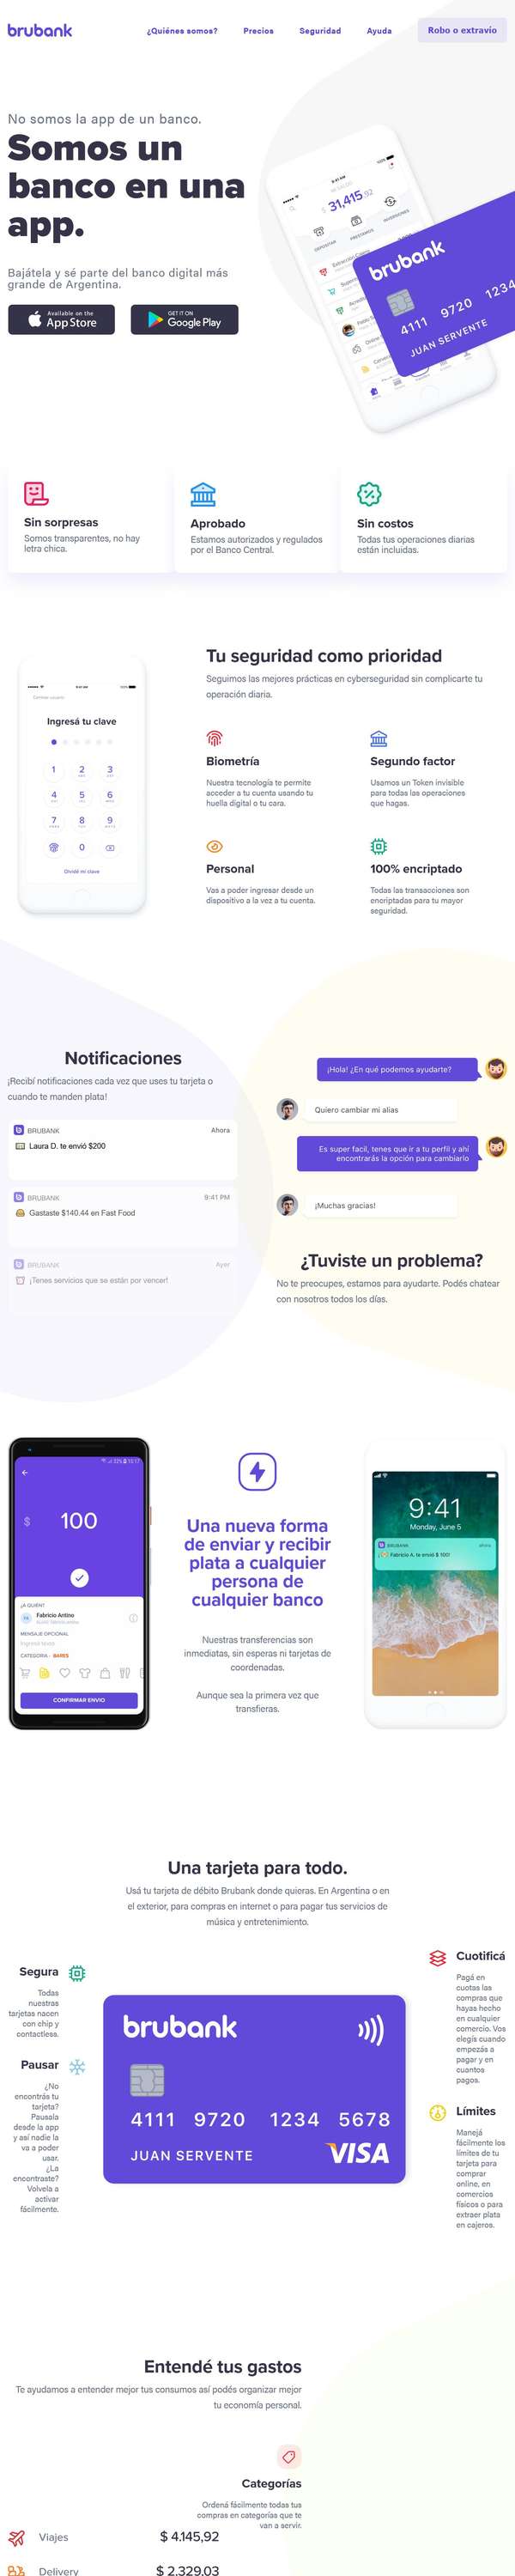 brubank
¿Quiénes somos?
Precios
Seguridad
Ayuda
Robo o extravío
No somos la app de un banco.
Somos un
banco en una
app.
Bajátela y sé parte del banco digital más
grande de Argentina.
Available on the
App Store
GET IT ON
Google Play
$ 31,415,92
DEPOSITAR
PRESTAMOS
INVERSIONES
brubank
4111 9720 1234
JUAN SERVENTE
Sin sorpresas
Somos transparentes, no hay
letra chica.
Aprobado
Estamos autorizados y regulados
por el Banco Central.
Sin costos
Todas tus operaciones diarias
están incluidas.
Tu seguridad como prioridad
Seguimos las mejores prácticas en cyberseguridad sin complicarte tu
operación diaria.
Ingresá tu clave
1 2 3
4 5 6
7 8 9
0
Olvidé mi clave
Biometría
Nuestra tecnología te permite
acceder a tu cuenta usando tu
huella digital o tu cara.
Segundo factor
Usamos un Token invisible
para todas las operaciones
que hagas.
Personal
Vas a poder ingresar desde un
dispositivo a la vez a tu cuenta.
100% encriptado
Todas las transacciones son
encriptadas para tu mayor
seguridad.
Notificaciones
¡Recibí notificaciones cada vez que uses tu tarjeta o
cuando te manden plata!
BRUBANK
Ahora
Laura D. te envió $200
BRUBANK
9:41 PM
Gastaste $140.44 en Fast Food
BRUBANK
Ayer
¡Tenes servicios que se están por vencer!
¡Hola! ¿En qué podemos ayudarte?
Quiero cambiar mi alias
Es super facil, tenes que ir a tu perfil y ahí
encontrarás la opción para cambiarlo
¡Muchas gracias!
¿Tuviste un problema?
No te preocupes, estamos para ayudarte. Podés chatear
con nosotros todos los días.
$ 100
¿A QUIÉN?
Fabricio Antino
MENSAJE OPCIONAL
CATEGORIA - BARES
CONFIRMAR ENVIO
Una nueva forma
de enviar y recibir
plata a cualquier
persona de
cualquier banco
Nuestras transferencias son
inmediatas, sin esperas ni tarjetas de
coordenadas.
Aunque sea la primera vez que
transfieras.
9:41
Monday, June 5
BRUBANK
ahora
Fabricio A. te envió $ 100!
Una tarjeta para todo.
Usá tu tarjeta de débito Brubank donde quieras. En Argentina o en
el exterior, para compras en internet o para pagar tus servicios de
música y entretenimiento.
Segura
Todas
nuestras
tarjetas nacen
con chip y
contactless.
Pausar
¿No
encontrás tu
tarjeta?
Pausala
desde la app
y así nadie la
va a poder
usar.
¿La
encontraste?
Volvela a
activar
fácilmente.
brubank
4111 9720 1234 5678
JUAN SERVENTE
VISA
Cuotificá
Pagá en
cuotas las
compras que
hayas hecho
en cualquier
comercio. Vos
elegís cuando
empezás a
pagar y en
cuantos
pagos.
Límites
Manejá
fácilmente los
límites de tu
tarjeta para
comprar
online, en
comercios
físicos o para
extraer plata
en cajeros.
Entendé tus gastos
Te ayudamos a entender mejor tus consumos así podés organizar mejor
tu economía personal.
Categorías
Ordená fácilmente todas tus
compras en categorías que te
van a servir.
Viajes
$ 4.145,92
Delivery
$ 2.329,03